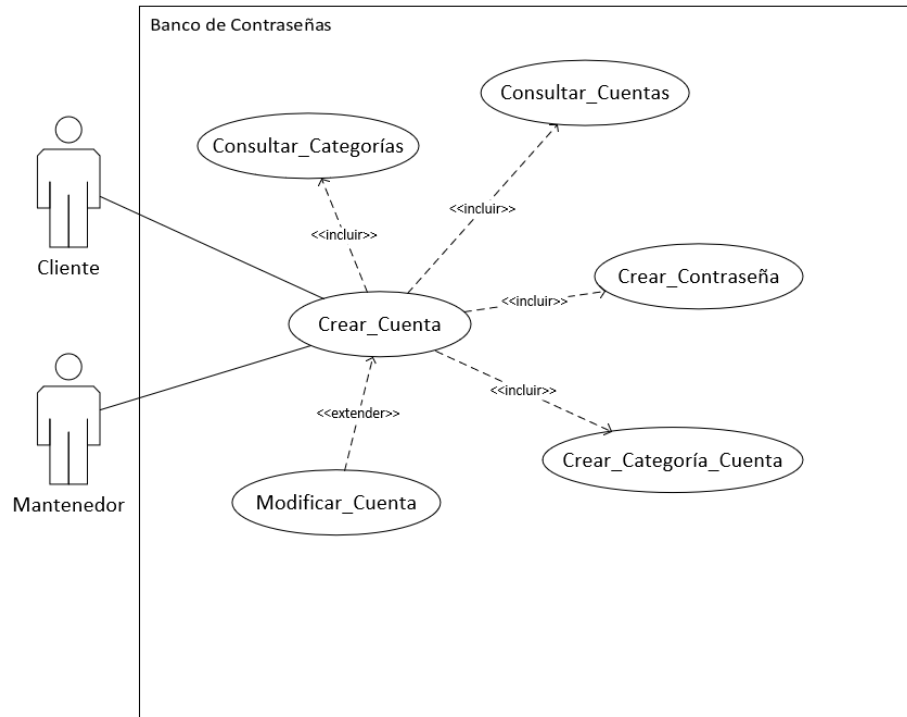 Banco de Contraseñas
Consultar_Cuentas
Consultar_Categorías
<<incluir>>
<<incluir>>
Cliente
Crear_Contraseña
<<incluir>>
Crear_Cuenta
<<incluir>>
<<extender>>
Crear_Categoría_Cuenta
Mantenedor
Modificar_Cuenta